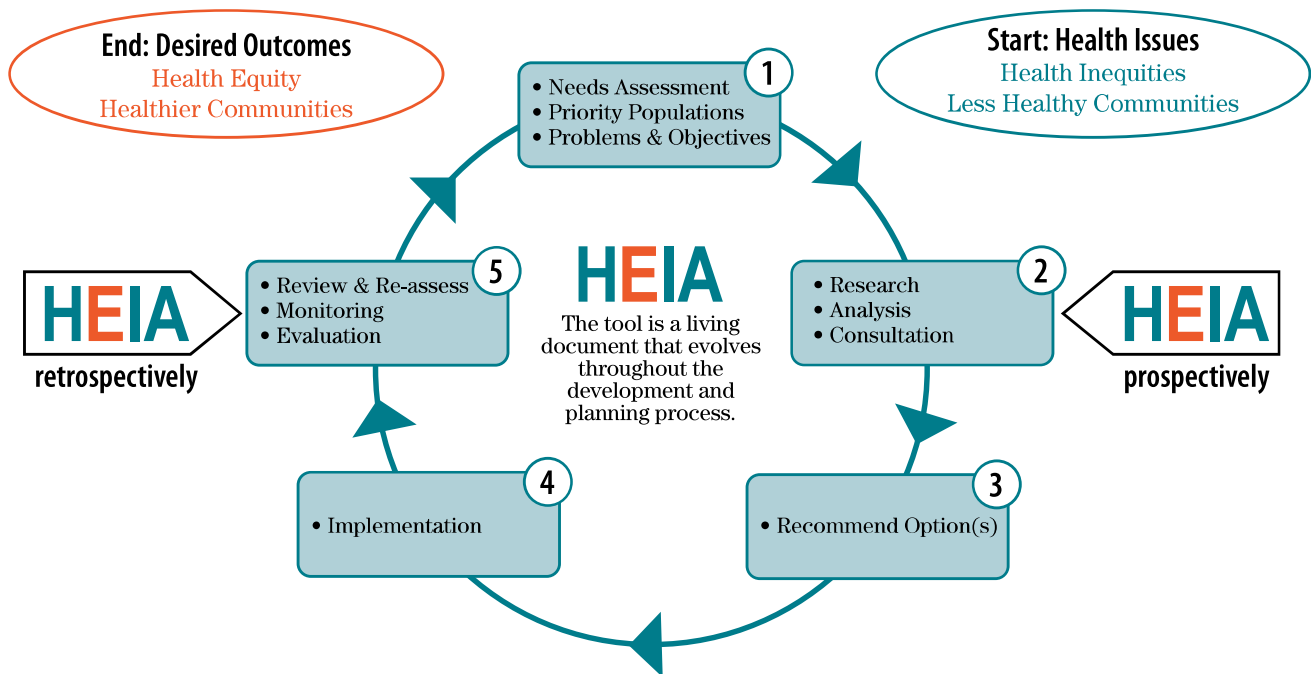 End: Desired Outcomes
Health Equity
Healthier Communities
Start: Health Issues
Health Inequities
Less Healthy Communities
1
• Needs Assessment
• Priority Populations
• Problems & Objectives
2
• Research
• Analysis
• Consultation
HEIA
prospectively
3
• Recommend Option(s)
4
• Implementation
5
• Review & Re-assess
• Monitoring
• Evaluation
HEIA
retrospectively
HEIA
The tool is a living
document that evolves
throughout the
development and
planning process.